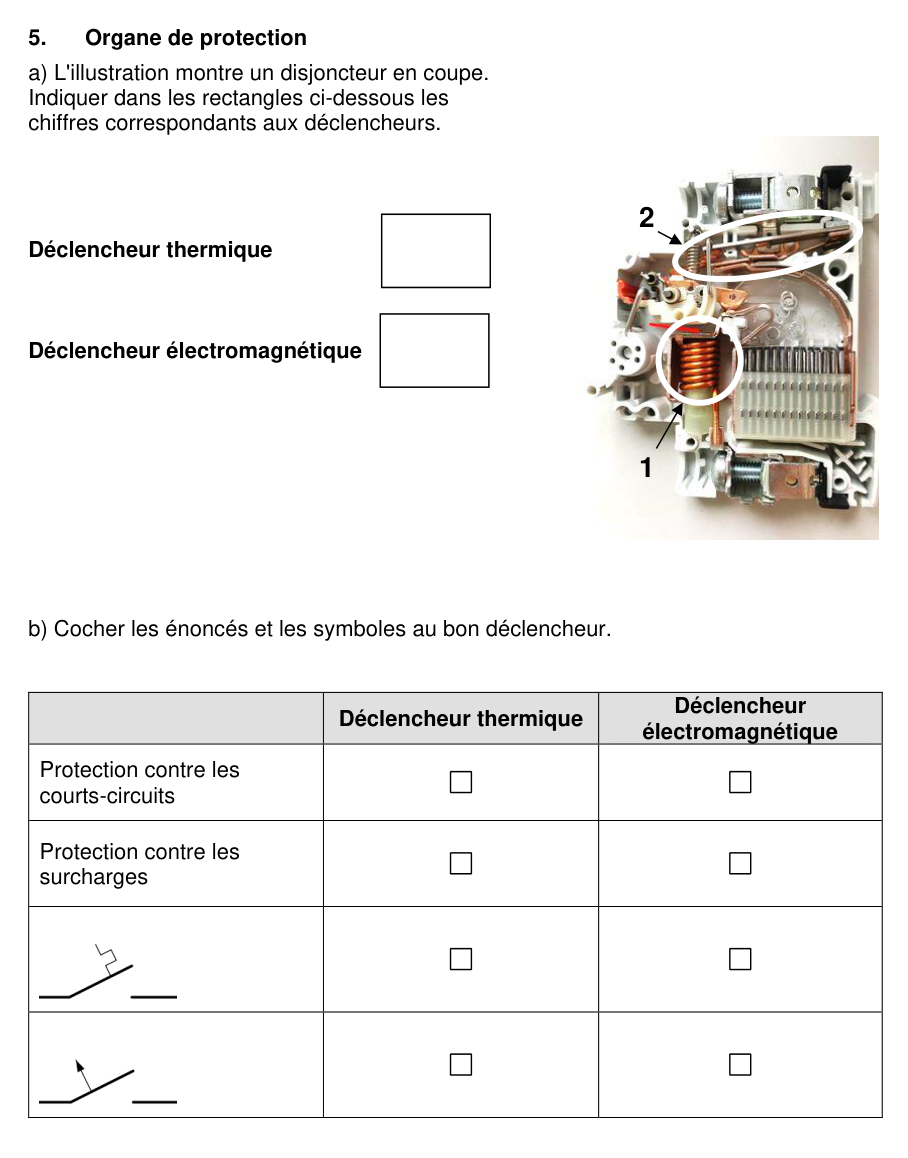 5. Organe de protection
a) L'illustration montre un disjoncteur en coupe.
Indiquer dans les rectangles ci-dessous les
chiffres correspondants aux déclencheurs.
2
Déclencheur thermique
Déclencheur électromagnétique
1
b) Cocher les énoncés et les symboles au bon déclencheur.
Déclencheur thermique
Déclencheur
électromagnétique
Protection contre les
courts-circuits
Protection contre les
surcharges